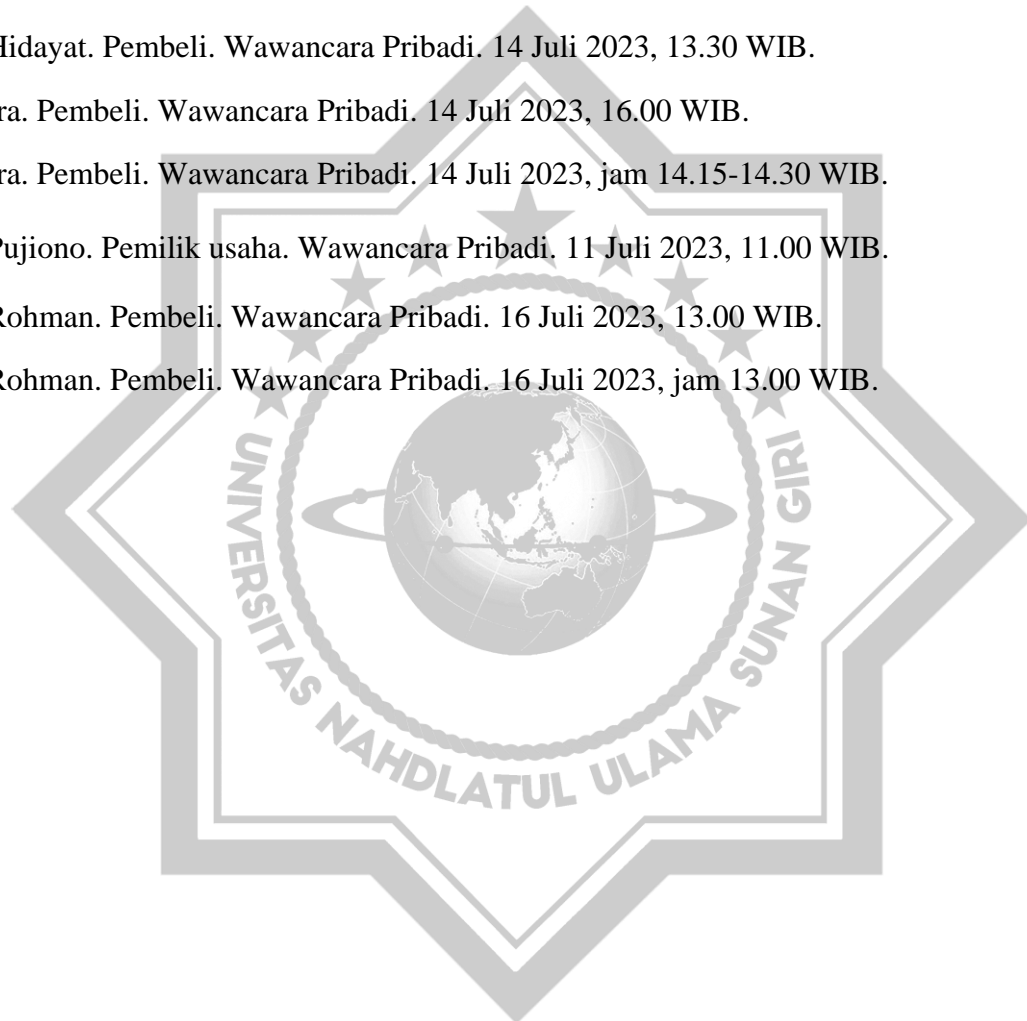 Hidayat. Pembeli. Wawancara Pribadi. 14 Juli 2023, 13.30 WIB.
ra. Pembeli. Wawancara Pribadi. 14 Juli 2023, 16.00 WIB.
ra. Pembeli. Wawancara Pribadi. 14 Juli 2023, jam 14.15-14.30 WIB.
Pujiono. Pemilik usaha. Wawancara Pribadi. 11 Juli 2023, 11.00 WIB.
Rohman. Pembeli. Wawancara Pribadi. 16 Juli 2023, 13.00 WIB.
Rohman. Pembeli. Wawancara Pribadi. 16 Juli 2023, jam 13.00 WIB.
UNIVERSITAS NAHDLATUL ULAMA SUNAN GIRI